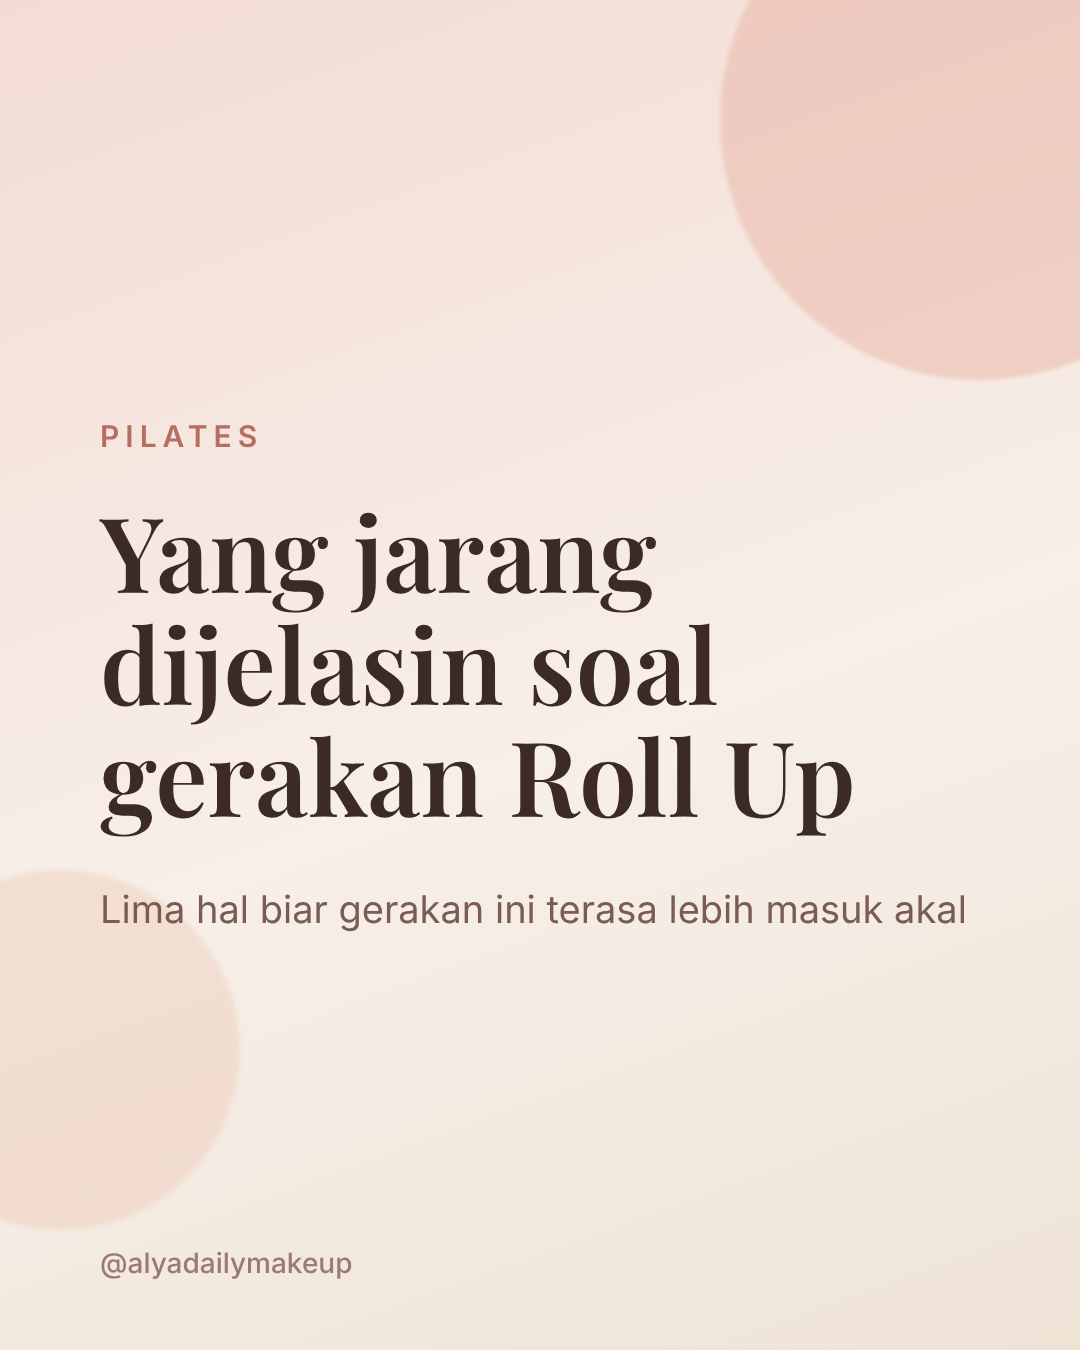 PILATES
Yang jarang
dijelasin soal
gerakan Roll Up
Lima hal biar gerakan ini terasa lebih masuk akal
@alyadailymakeup